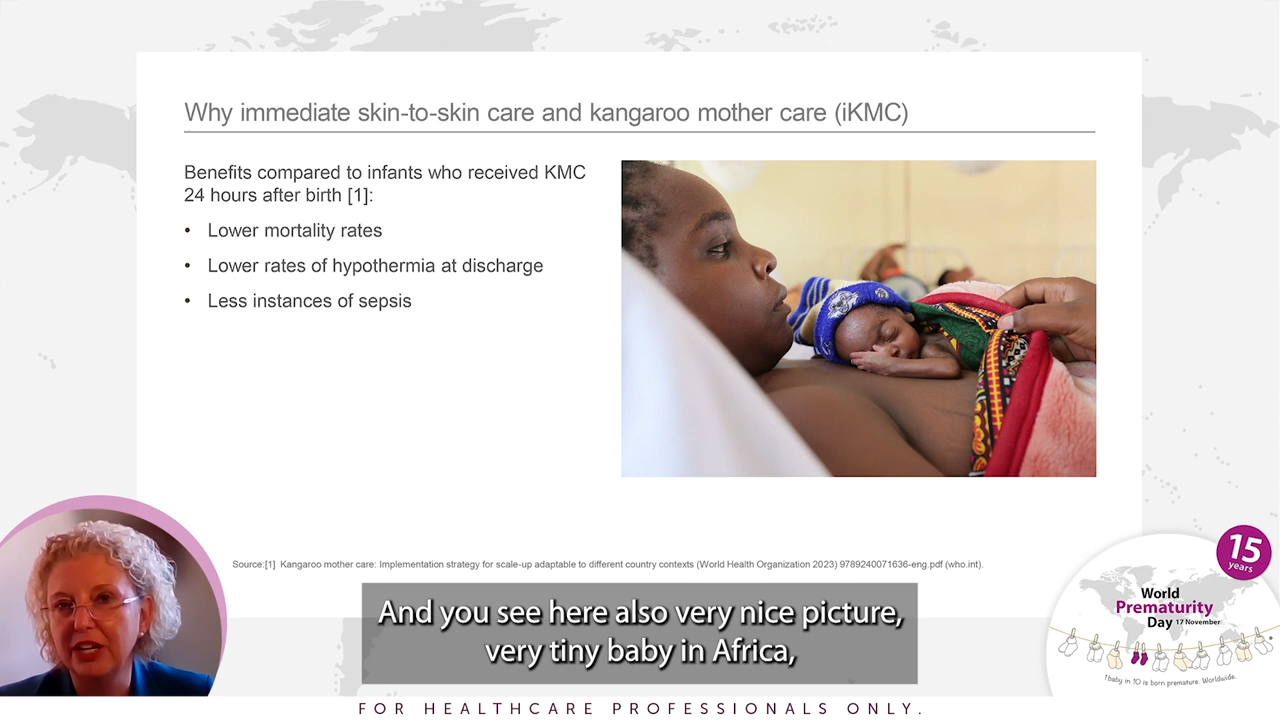 Why immediate skin-to-skin care and kangaroo mother care (iKMC)
Benefits compared to infants who received KMC
24 hours after birth [1]:
• Lower mortality rates
• Lower rates of hypothermia at discharge
• Less instances of sepsis
Source:[1] Kangaroo mother care: Implementation strategy for scale-up adaptable to different country contexts (World Health Organization 2023) 9789240071636-eng.pdf (who.int).
And you see here also very nice picture,
very tiny baby in Africa,
15
years
World
Prematurity
Day 17 November
1 baby in 10 is born premature. Worldwide.
FOR HEALTHCARE PROFESSIONALS ONLY.